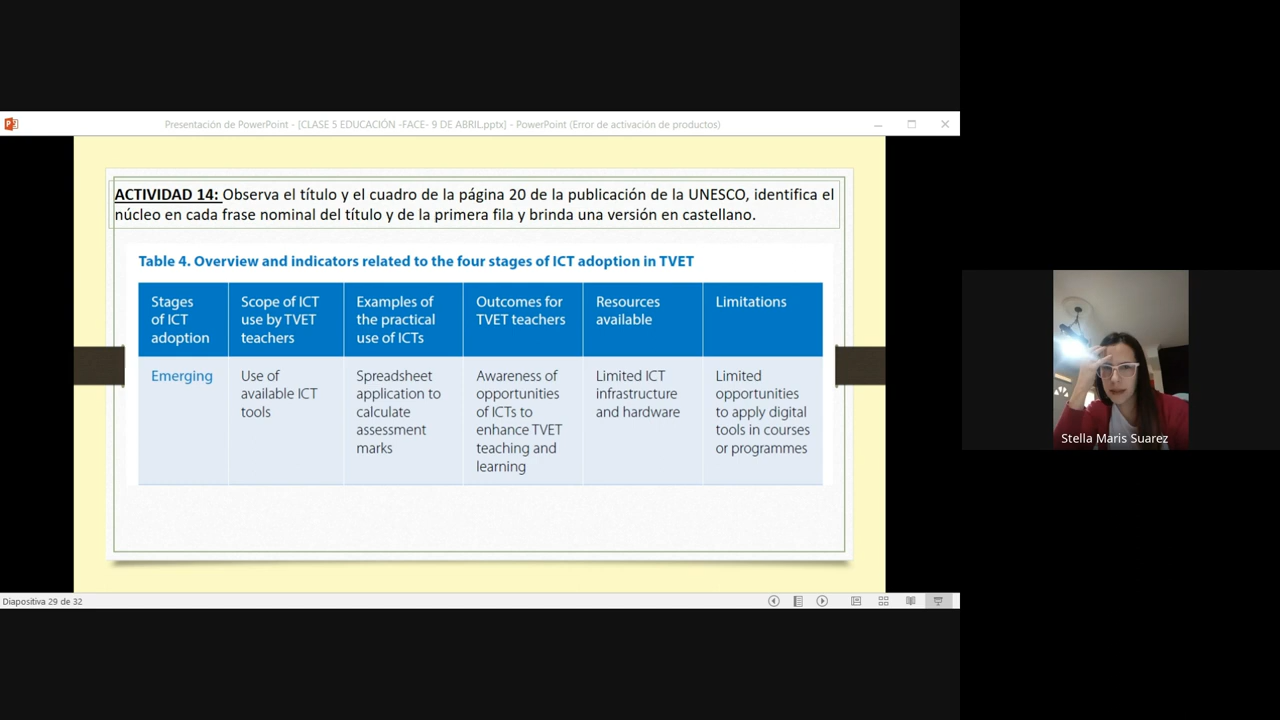 Presentación de PowerPoint - [CLASE 5 EDUCACIÓN -FACE- 9 DE ABRIL.pptx] - PowerPoint (Error de activación de productos)
ACTIVIDAD 14: Observa el título y el cuadro de la página 20 de la publicación de la UNESCO, identifica el
núcleo en cada frase nominal del título y de la primera fila y brinda una versión en castellano.
Table 4. Overview and indicators related to the four stages of ICT adoption in TVET
Stages
of ICT
adoption
Scope of ICT
use by TVET
teachers
Examples of
the practical
use of ICTs
Outcomes for
TVET teachers
Resources
available
Limitations
Emerging
Use of
available ICT
tools
Spreadsheet
application to
calculate
assessment
marks
Awareness of
opportunities
of ICTs to
enhance TVET
teaching and
learning
Limited ICT
infrastructure
and hardware
Limited
opportunities
to apply digital
tools in courses
or programmes
Stella Maris Suarez
Diapositiva 29 de 32